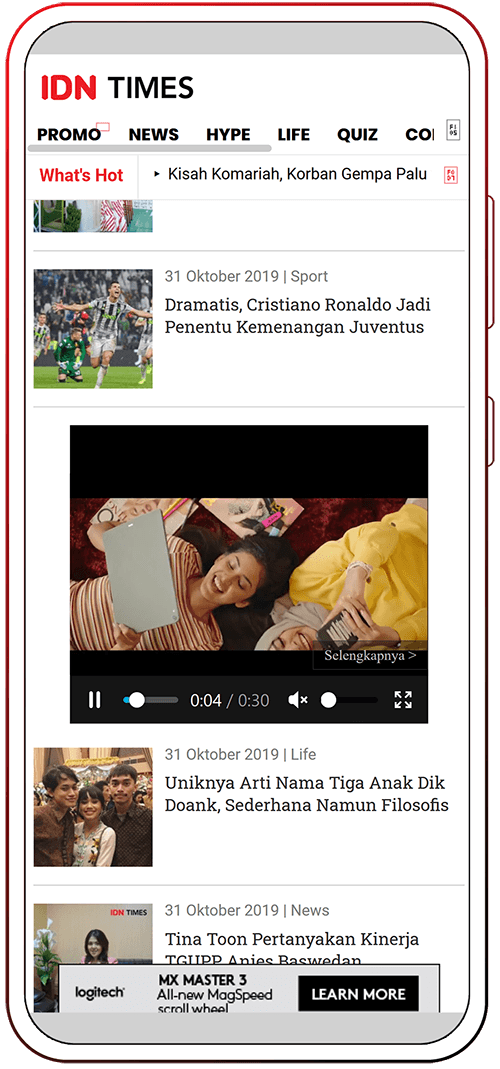 IDN TIMES
PROMO NEWS HYPE LIFE QUIZ
What's Hot
▸ Kisah Komariah, Korban Gempa Palu
31 Oktober 2019 | Sport
Dramatis, Cristiano Ronaldo Jadi
Penentu Kemenangan Juventus
Selengkapnya >
0:04 / 0:30
31 Oktober 2019 | Life
Uniknya Arti Nama Tiga Anak Dik
Doank, Sederhana Namun Filosofis
IDN TIMES
31 Oktober 2019 | News
Tina Toon Pertanyakan Kinerja
TGUPP Anies Baswedan
logitech
MX MASTER 3
All-new MagSpeed
scroll wheel
LEARN MORE